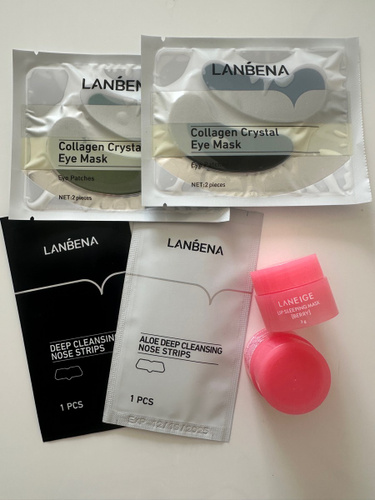 LANBENA
Collagen Crysta
Eye Mask
Eye Patches
NET:2 pieces
LANBENA
Collagen Crystal
Eye Mask
NET:2 pieces
LANBENA
DEEP CLEANSING
NOSE STRIPS
1 PCS
LANBENA
ALOE DEEP CLEANSING
NOSE STRIPS
1 PCS
LANEIGE
LIP SLEEPING MASK
[BERRY]